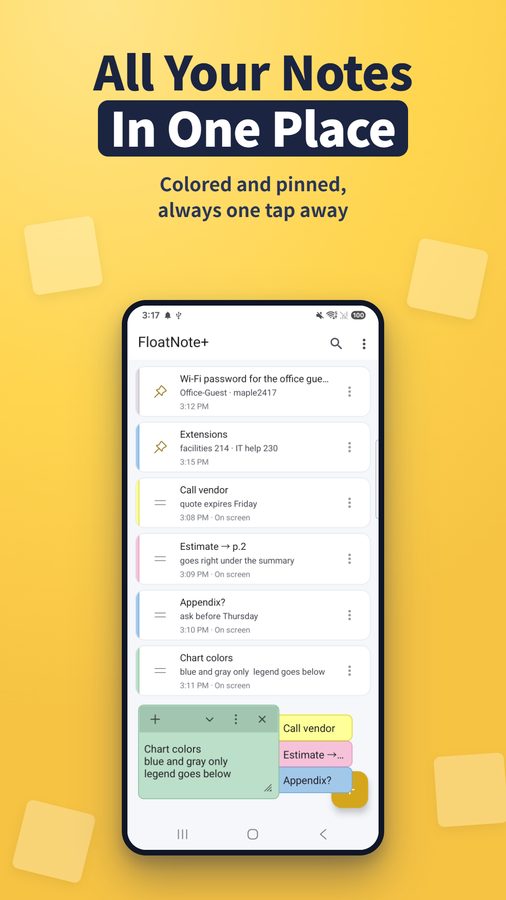 All Your Notes
In One Place
Colored and pinned,
always one tap away
3:17
100
FloatNote+
Wi-Fi password for the office gue...
Office-Guest · maple2417
3:12 PM
Extensions
facilities 214 · IT help 230
3:15 PM
Call vendor
quote expires Friday
3:08 PM · On screen
Estimate → p.2
goes right under the summary
3:09 PM · On screen
Appendix?
ask before Thursday
3:10 PM · On screen
Chart colors
blue and gray only  legend goes below
3:11 PM · On screen
Chart colors
blue and gray only
legend goes below
Call vendor
Estimate →...
Appendix?